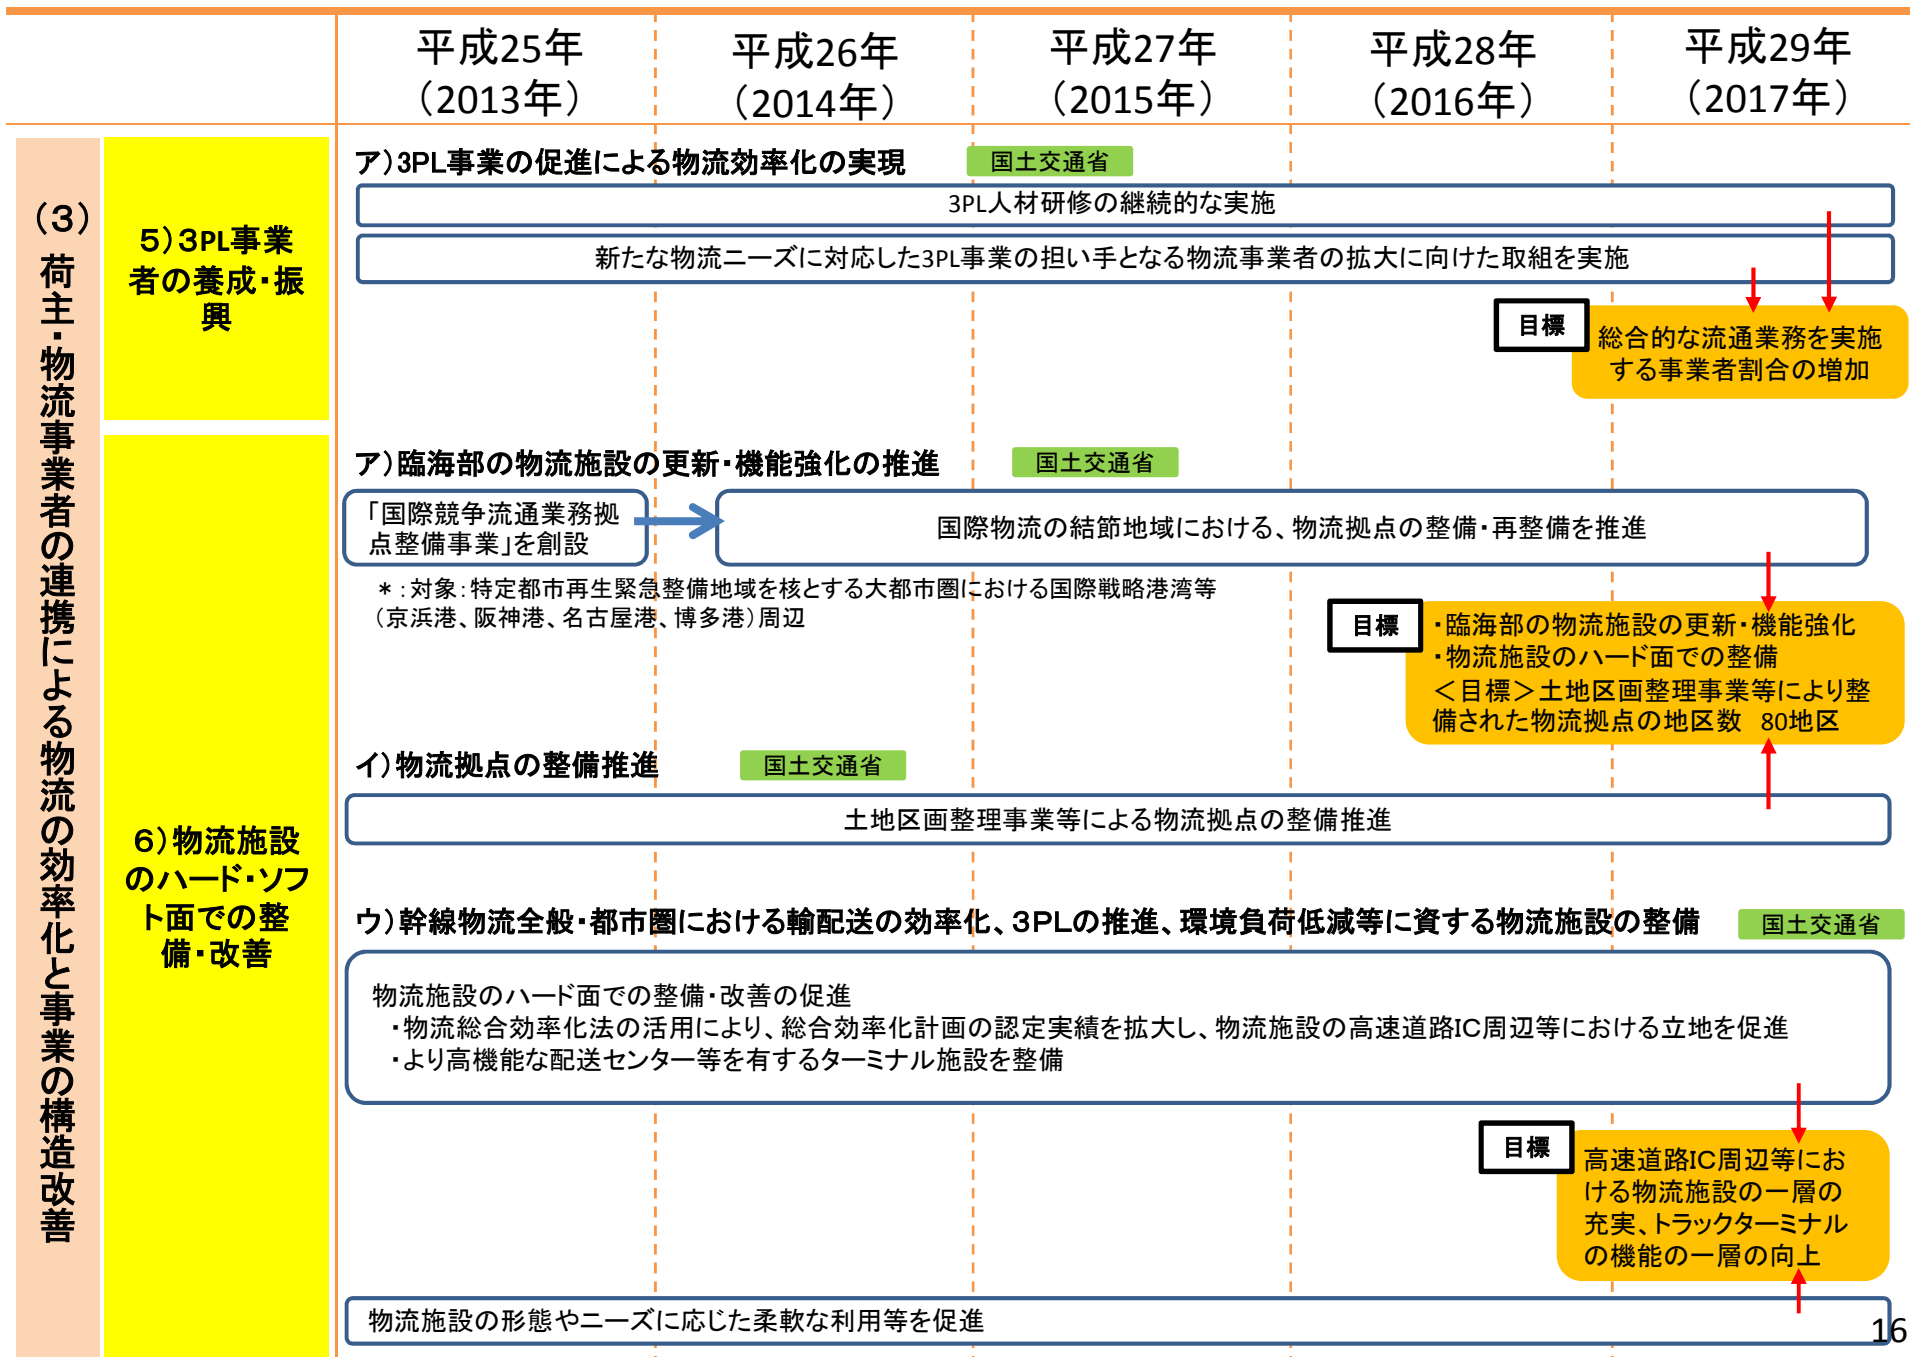 平成25年
（2013年）
平成26年
（2014年）
平成27年
（2015年）
平成28年
（2016年）
平成29年
（2017年）
（３）荷主・物流事業者の連携による物流の効率化と事業の構造改善
５）３PL事業
者の養成・振
興
ア）3PL事業の促進による物流効率化の実現
国土交通省
3PL人材研修の継続的な実施
新たな物流ニーズに対応した3PL事業の担い手となる物流事業者の拡大に向けた取組を実施
目標
総合的な流通業務を実施
する事業者割合の増加
６）物流施設
のハード・ソフ
ト面での整
備・改善
ア）臨海部の物流施設の更新・機能強化の推進
国土交通省
「国際競争流通業務拠
点整備事業」を創設
国際物流の結節地域における、物流拠点の整備・再整備を推進
＊：対象：特定都市再生緊急整備地域を核とする大都市圏における国際戦略港湾等
（京浜港、阪神港、名古屋港、博多港）周辺
目標
・臨海部の物流施設の更新・機能強化
・物流施設のハード面での整備
＜目標＞土地区画整理事業等により整
備された物流拠点の地区数　80地区
イ）物流拠点の整備推進
国土交通省
土地区画整理事業等による物流拠点の整備推進
ウ）幹線物流全般・都市圏における輸配送の効率化、３PLの推進、環境負荷低減等に資する物流施設の整備
国土交通省
物流施設のハード面での整備・改善の促進
・物流総合効率化法の活用により、総合効率化計画の認定実績を拡大し、物流施設の高速道路IC周辺等における立地を促進
・より高機能な配送センター等を有するターミナル施設を整備
目標
高速道路IC周辺等にお
ける物流施設の一層の
充実、トラックターミナル
の機能の一層の向上
物流施設の形態やニーズに応じた柔軟な利用等を促進
16